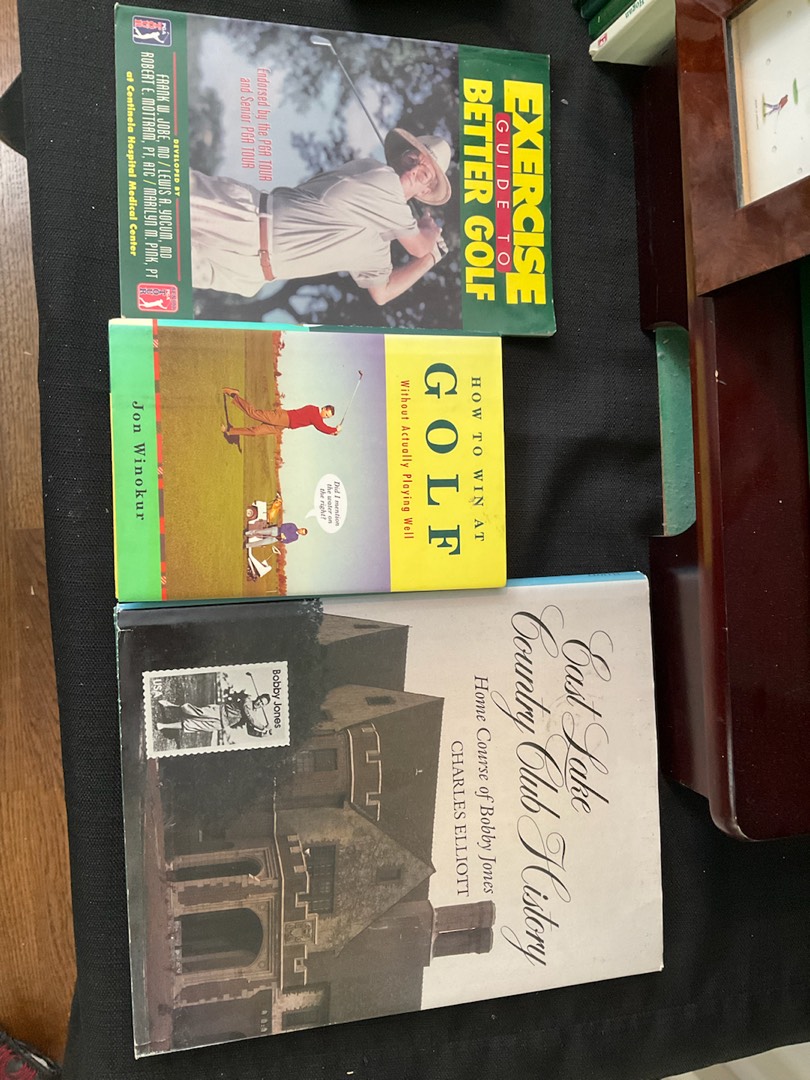 EXERCISE
GUIDE TO
BETTER GOLF
Endorsed by the PGA TOUR
and Senior PGA TOUR
DEVELOPED BY
FRANK W. JOBE, MD / LEWIS A. YOCUM, MD
ROBERT E. MOTTRAM, PT, ATC / MARILYN M. PINK, PT
at Centinela Hospital Medical Center
HOW TO WIN AT
GOLF
Without Actually Playing Well
Did I mention
the water on
the right?
Jon Winokur
East Lake
Country Club History
Home Course of Bobby Jones
CHARLES ELLIOTT
Bobby Jones
USA